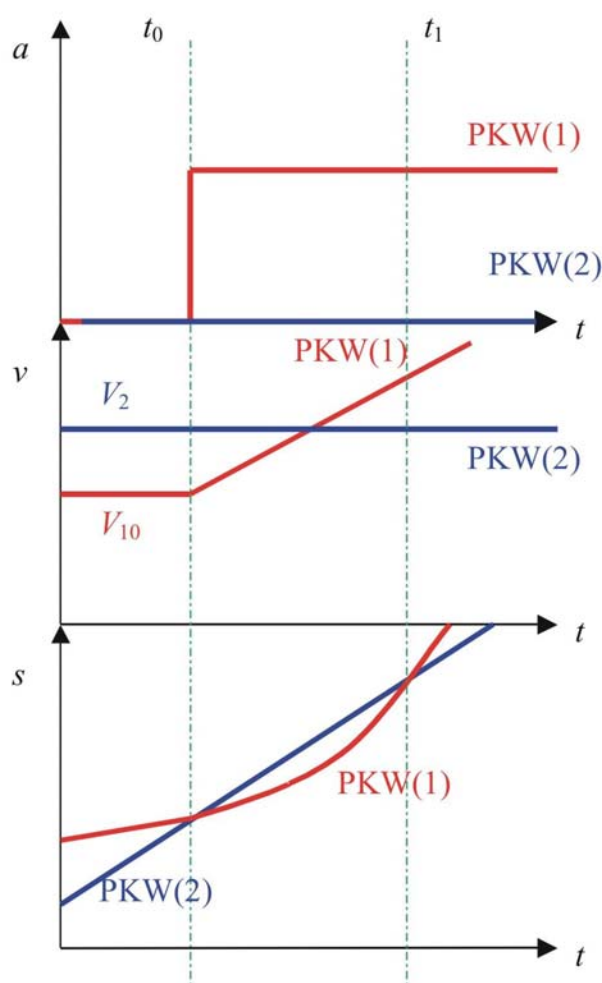 t₀ t₁
a
PKW(1)
PKW(2)
t
PKW(1)
v
V₂
PKW(2)
V₁₀
t
s
PKW(1)
PKW(2)
t